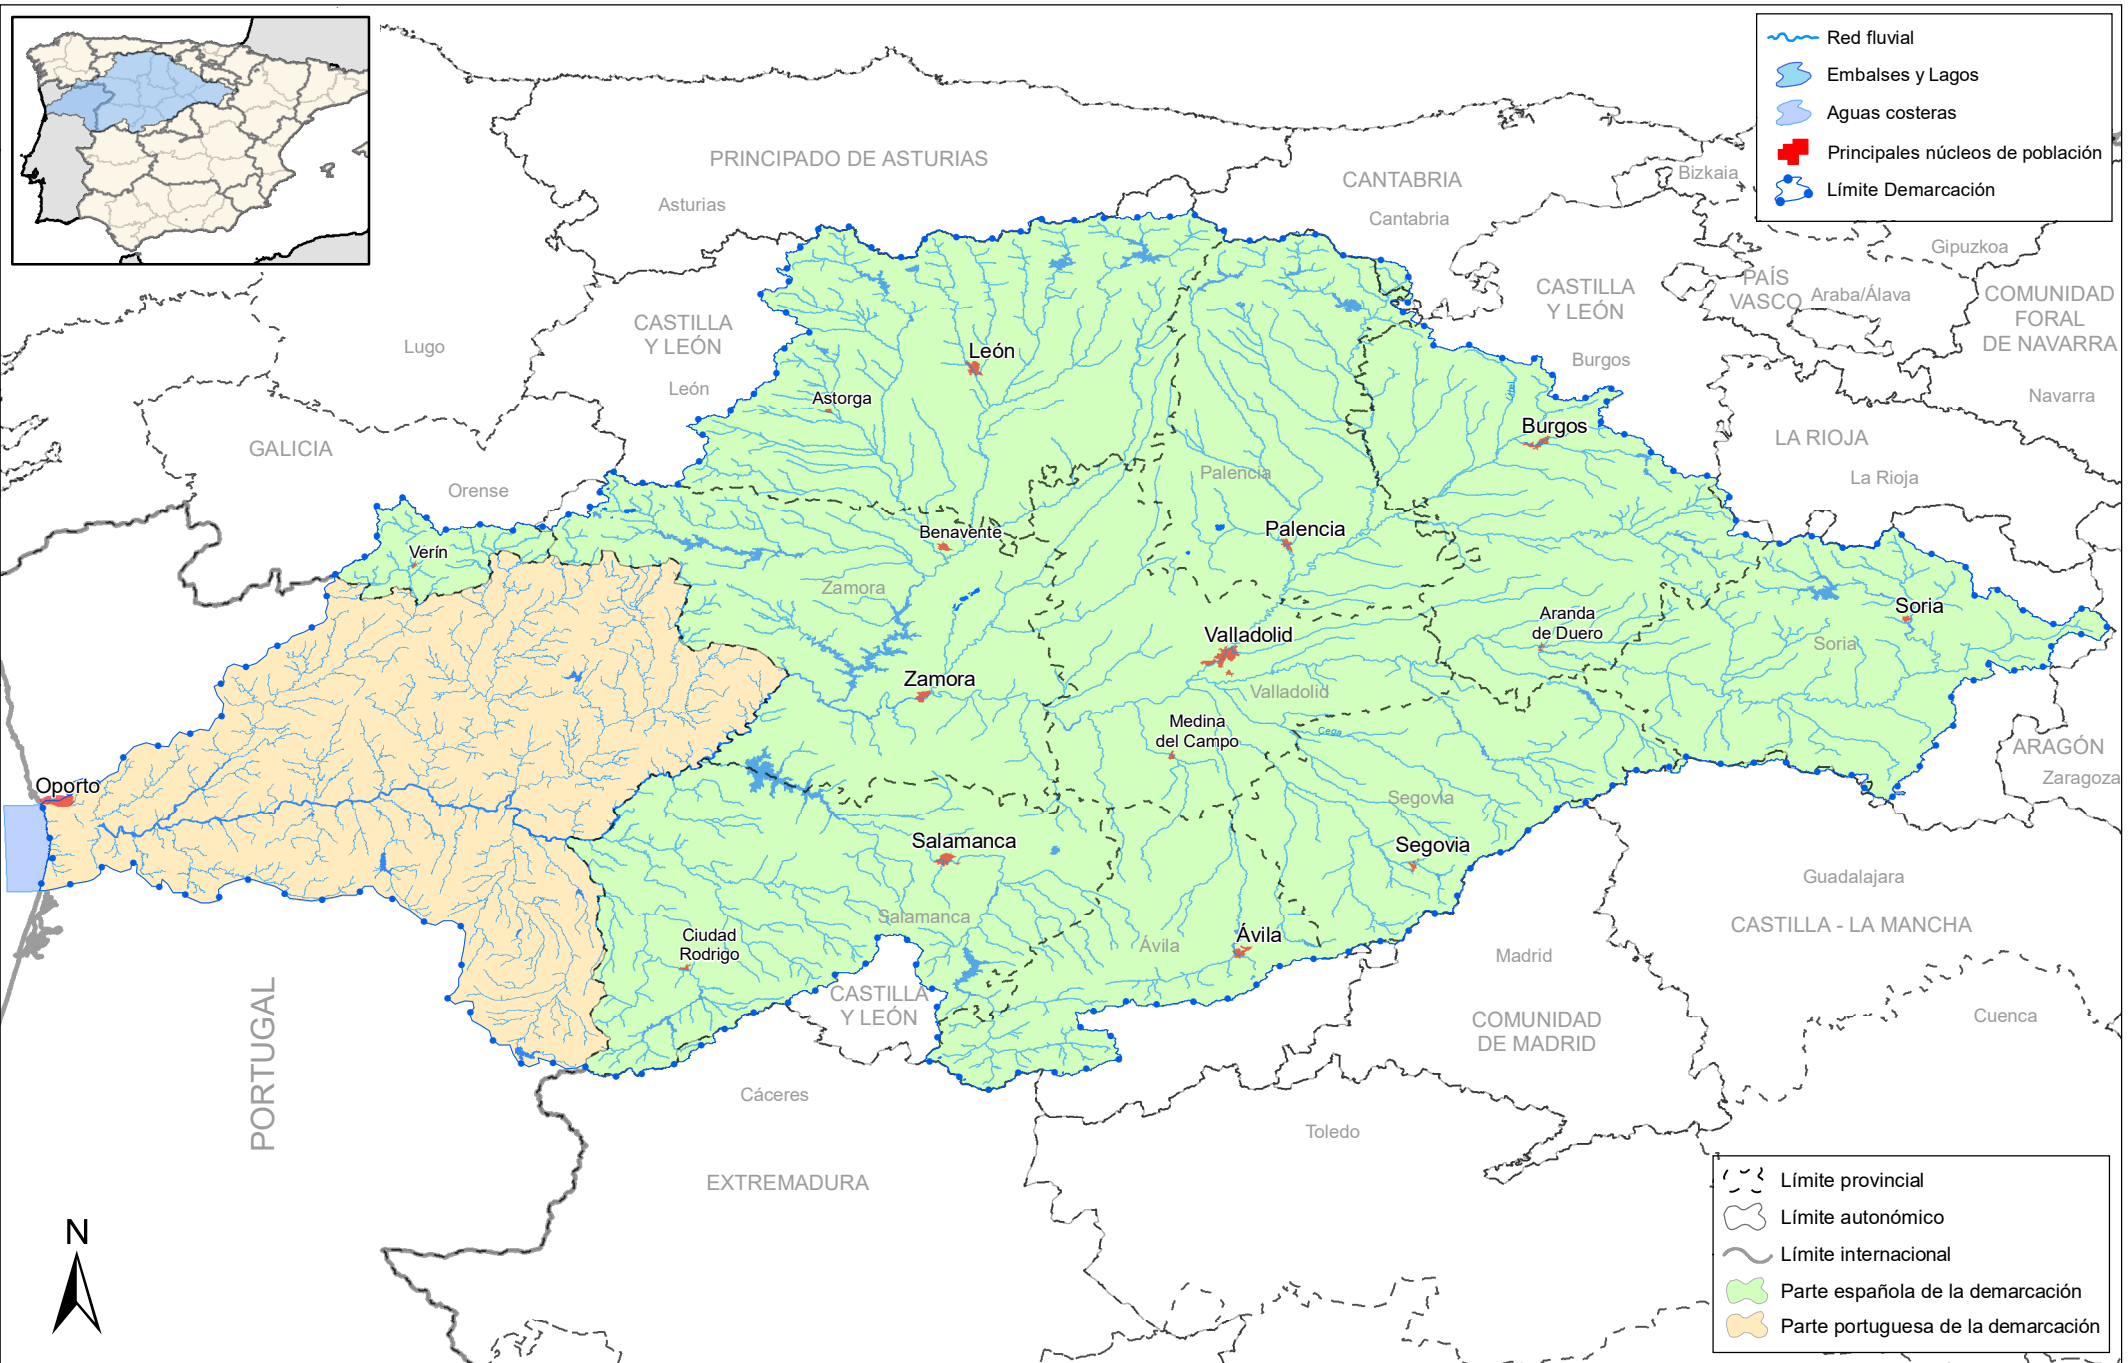 Red fluvial
Embalses y Lagos
Aguas costeras
Principales núcleos de población
Límite Demarcación
PRINCIPADO DE ASTURIAS
Asturias
CANTABRIA
Cantabria
Bizkaia
Gipuzkoa
PAÍS
VASCO
Araba/Álava
CASTILLA
Y LEÓN
Burgos
COMUNIDAD
FORAL
DE NAVARRA
Navarra
Lugo
CASTILLA
Y LEÓN
León
León
Astorga
GALICIA
Orense
LA RIOJA
La Rioja
Burgos
Palencia
Palencia
Benavente
Verín
Zamora
Zamora
Valladolid
Valladolid
Aranda
de Duero
Soria
Soria
Medina
del Campo
Cega
ARAGÓN
Zaragoza
Oporto
Segovia
Segovia
Salamanca
Salamanca
Ciudad
Rodrigo
Ávila
Ávila
CASTILLA
Y LEÓN
Guadalajara
CASTILLA - LA MANCHA
Madrid
COMUNIDAD
DE MADRID
Cuenca
PORTUGAL
Cáceres
EXTREMADURA
Toledo
N
Límite provincial
Límite autonómico
Límite internacional
Parte española de la demarcación
Parte portuguesa de la demarcación